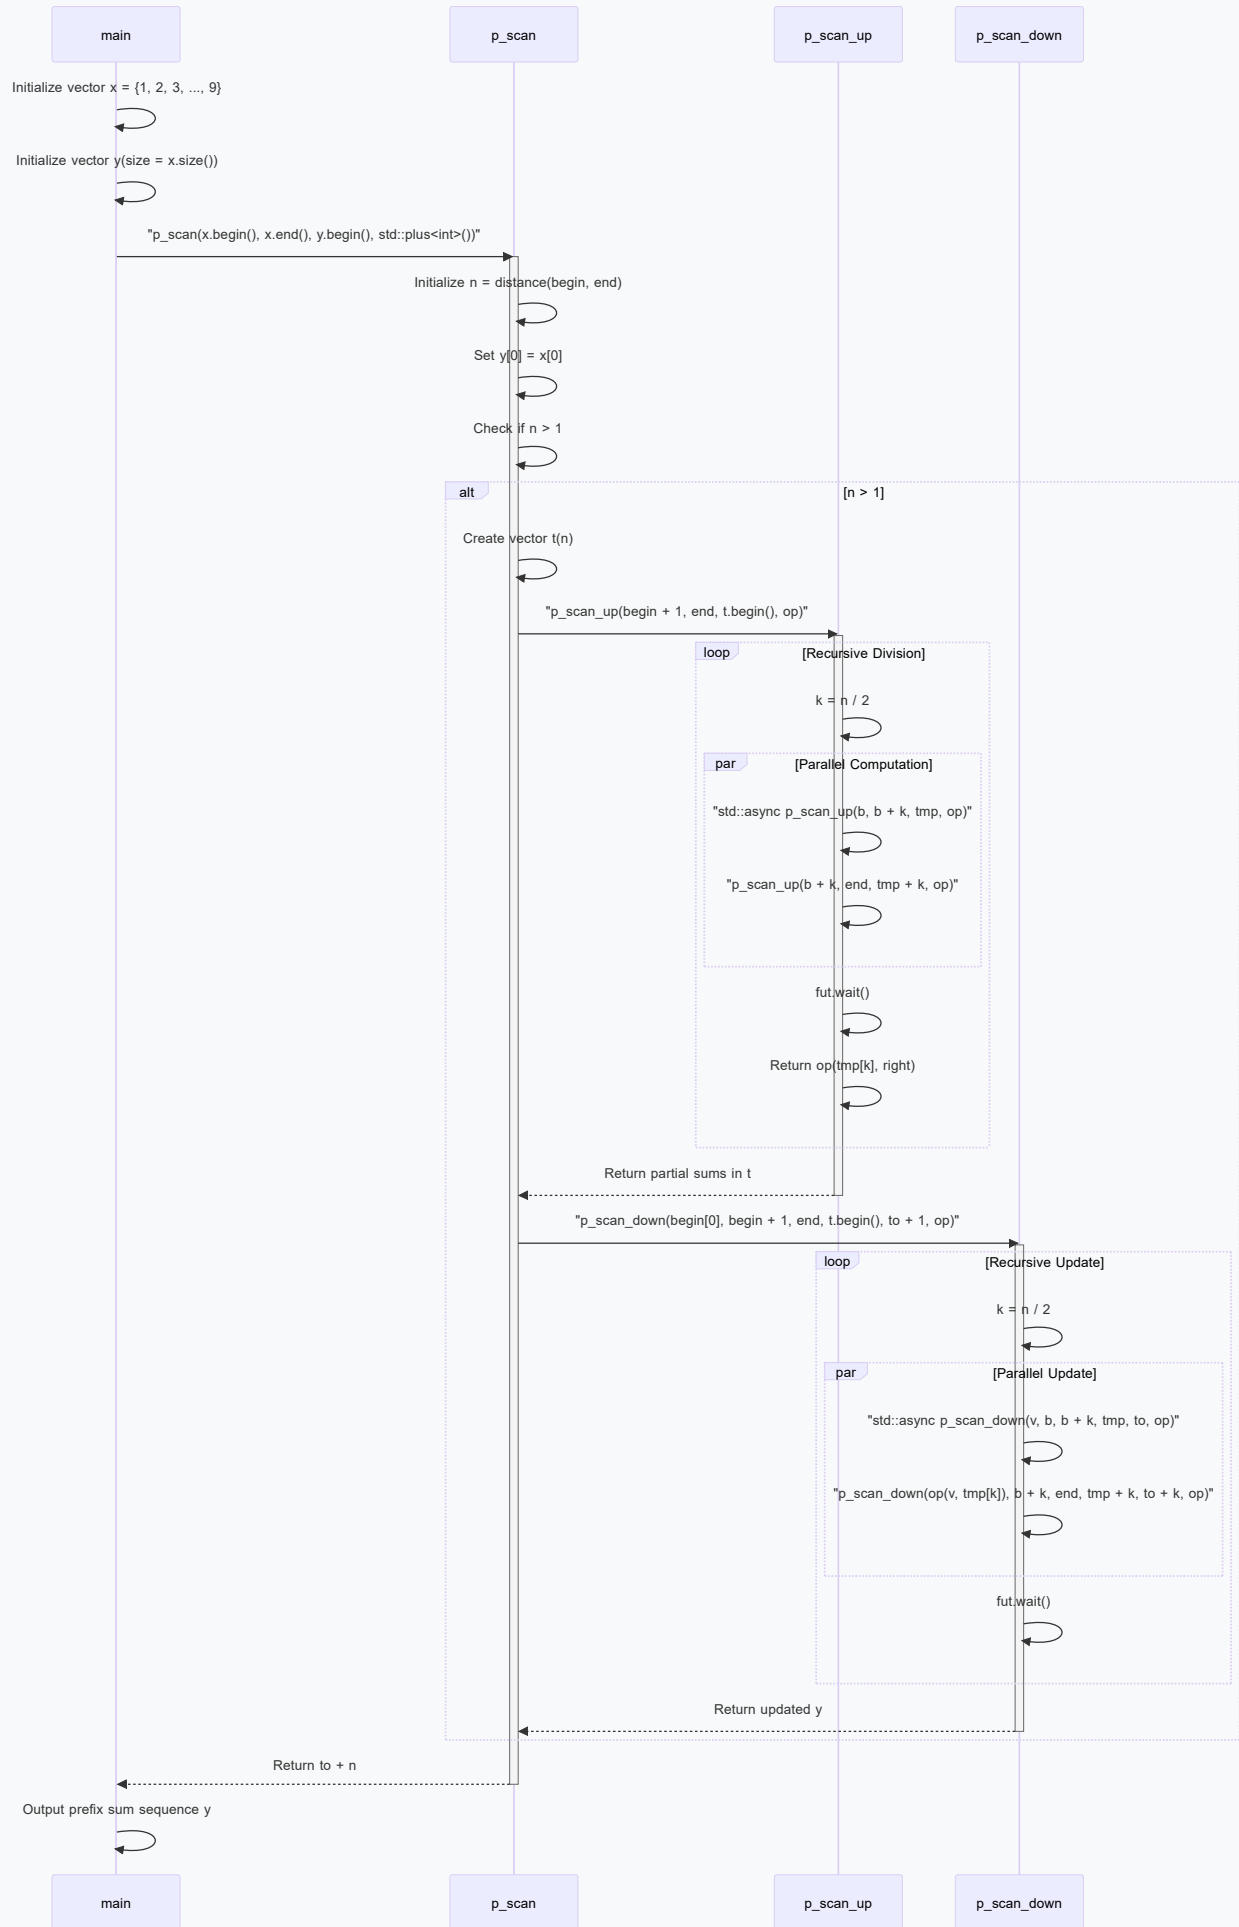 main
p_scan
p_scan_up
p_scan_down
Initialize vector x = {1, 2, 3, ..., 9}
Initialize vector y(size = x.size())
"p_scan(x.begin(), x.end(), y.begin(), std::plus<int>())"
Initialize n = distance(begin, end)
Set y[0] = x[0]
Check if n > 1
alt
[n > 1]
Create vector t(n)
"p_scan_up(begin + 1, end, t.begin(), op)"
loop
[Recursive Division]
k = n / 2
par
[Parallel Computation]
"std::async p_scan_up(b, b + k, tmp, op)"
"p_scan_up(b + k, end, tmp + k, op)"
fut.wait()
Return op(tmp[k], right)
Return partial sums in t
"p_scan_down(begin[0], begin + 1, end, t.begin(), to + 1, op)"
loop
[Recursive Update]
k = n / 2
par
[Parallel Update]
"std::async p_scan_down(v, b, b + k, tmp, to, op)"
"p_scan_down(op(v, tmp[k]), b + k, end, tmp + k, to + k, op)"
fut.wait()
Return updated y
Return to + n
Output prefix sum sequence y
main
p_scan
p_scan_up
p_scan_down